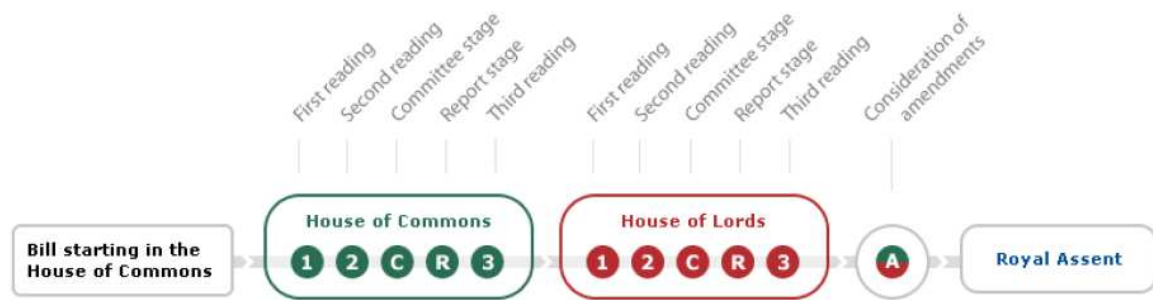 First reading
Second reading
Committee stage
Report stage
Third reading
First reading
Second reading
Committee stage
Report stage
Third reading
Consideration of
amendments
Bill starting in the
House of Commons
House of Commons
1 2 C R 3
House of Lords
1 2 C R 3
A
Royal Assent